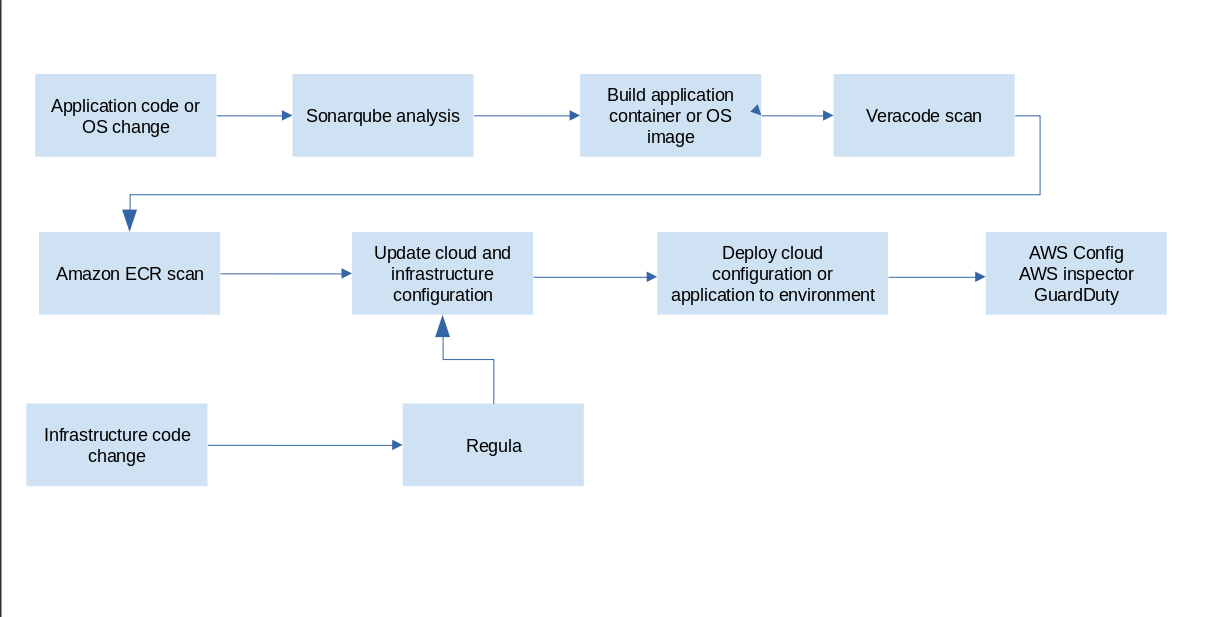 Application code or
OS change
Sonarqube analysis
Build application
container or OS
image
Veracode scan
Amazon ECR scan
Update cloud and
infrastructure
configuration
Deploy cloud
configuration or
application to environment
AWS Config
AWS inspector
GuardDuty
Infrastructure code
change
Regula